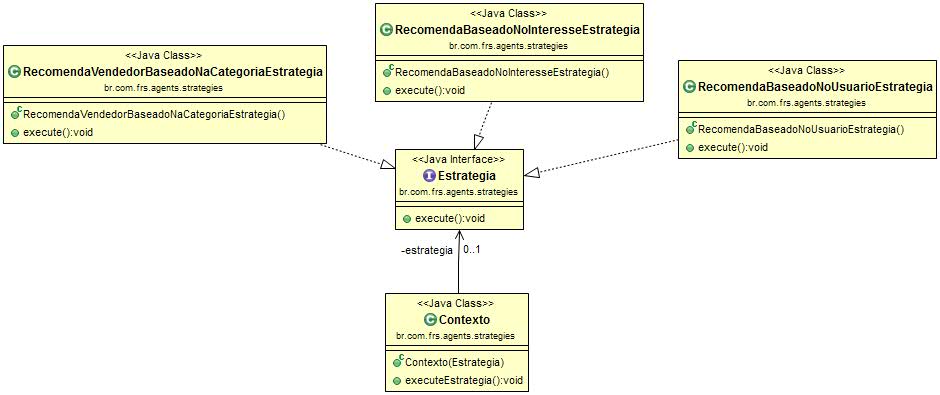 <<Java Class>>
RecomendaVendedorBaseadoNaCategoriaEstrategia
br.com.frs.agents.strategies
RecomendaVendedorBaseadoNaCategoriaEstrategia()
execute():void
<<Java Class>>
RecomendaBaseadoNoInteresseEstrategia
br.com.frs.agents.strategies
RecomendaBaseadoNoInteresseEstrategia()
execute():void
<<Java Class>>
RecomendaBaseadoNoUsuarioEstrategia
br.com.frs.agents.strategies
RecomendaBaseadoNoUsuarioEstrategia()
execute():void
<<Java Interface>>
Estrategia
br.com.frs.agents.strategies
execute():void
-estrategia 0..1
<<Java Class>>
Contexto
br.com.frs.agents.strategies
Contexto(Estrategia)
executeEstrategia():void